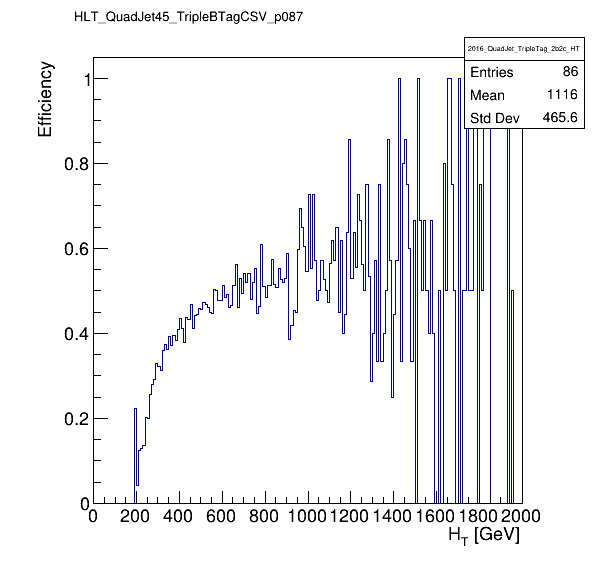 HLT_QuadJet45_TripleBTagCSV_p087
2016_QuadJet_TripleTag_2b2c_HT
Entries 86
Mean 1116
Std Dev 465.6
Efficiency
1
0.8
0.6
0.4
0.2
0
0 200 400 600 800 1000 1200 1400 1600 1800 2000
H_T [GeV]